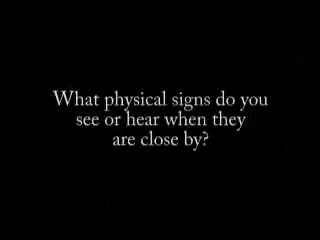 What physical signs do you
see or hear when they
are close by?